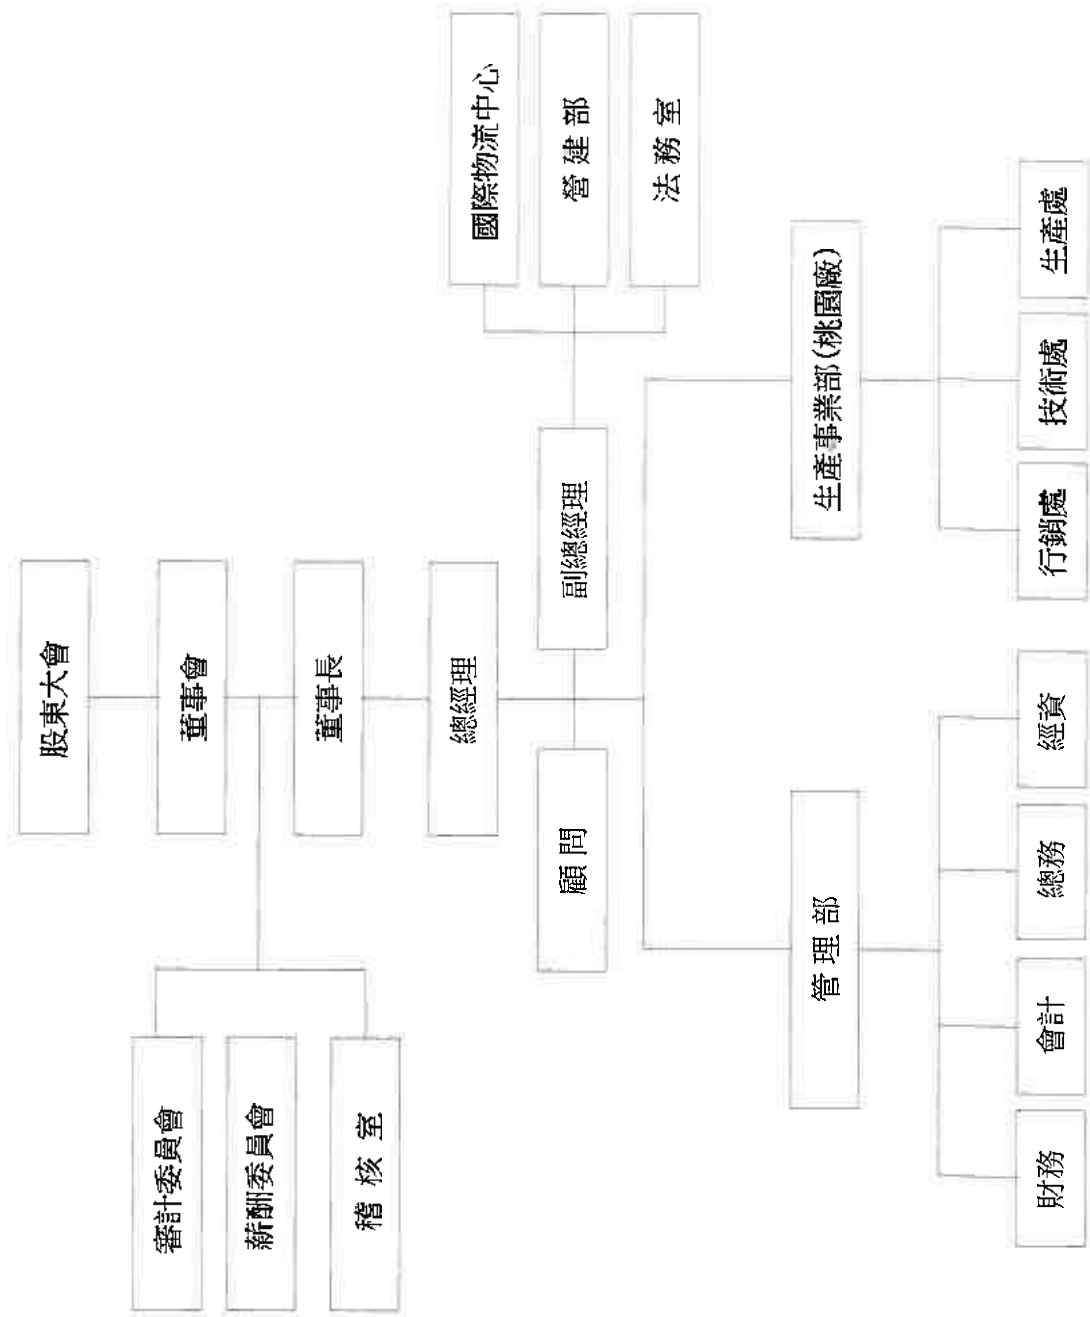 股東大會
董事會
審計委員會
薪酬委員會
稽核室
董事長
總經理
顧問
副總經理
國際物流中心
營建部
法務室
管理部
生產事業部(桃園廠)
財務
會計
總務
經資
行銷處
技術處
生產處